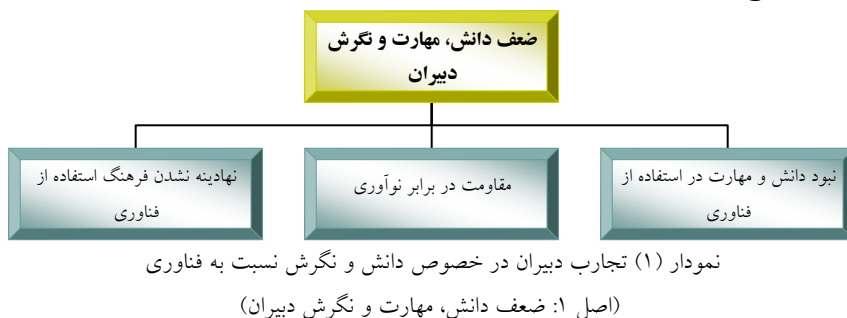 ضعف دانش، مهارت و نگرش
دبیران
نبود دانش و مهارت در استفاده از
فناوری
مقاومت در برابر نوآوری
نهادینه نشدن فرهنگ استفاده از
فناوری
نمودار (۱) تجارب دبیران در خصوص دانش و نگرش نسبت به فناوری
(اصل ۱: ضعف دانش، مهارت و نگرش دبیران)